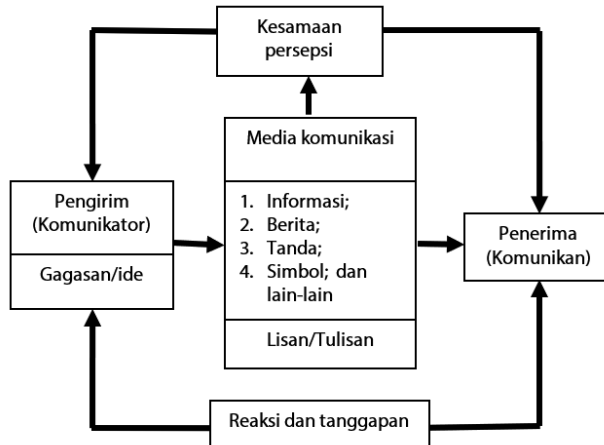 Kesamaan
persepsi
Media komunikasi
Pengirim
(Komunikator)
Gagasan/ide
1. Informasi;
2. Berita;
3. Tanda;
4. Simbol; dan
lain-lain
Lisan/Tulisan
Penerima
(Komunikan)
Reaksi dan tanggapan